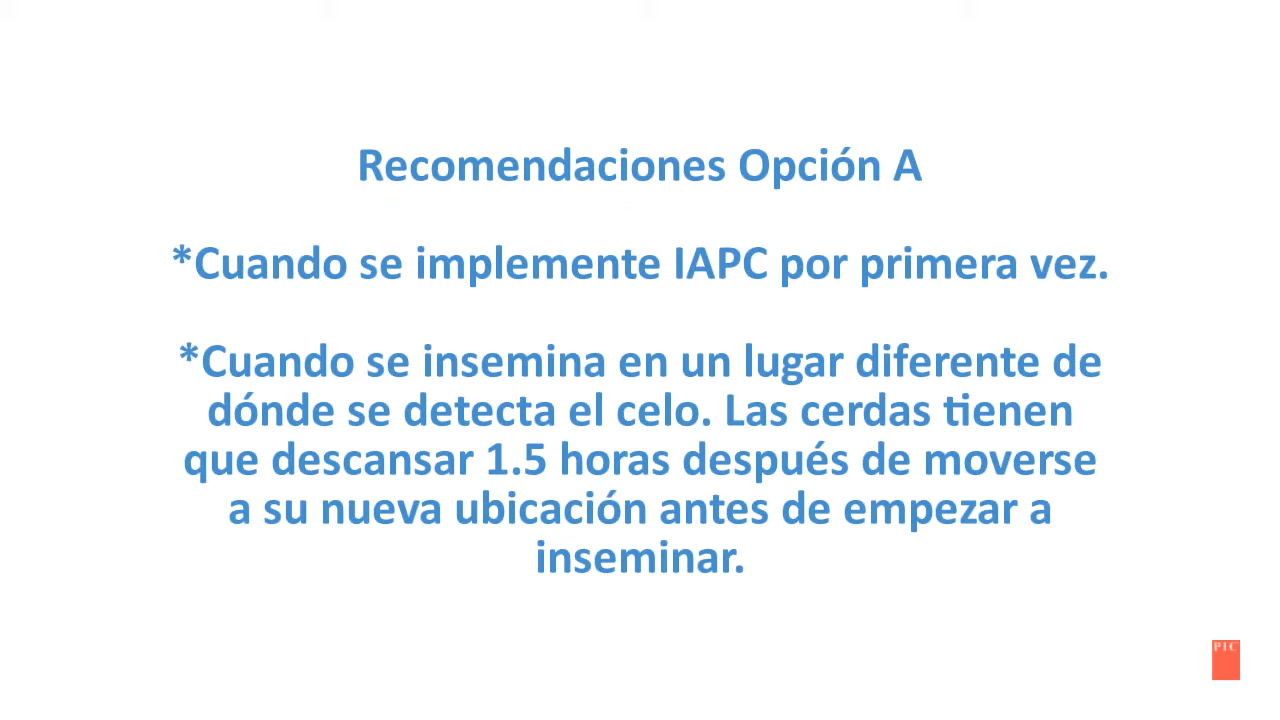 Recomendaciones Opción A
*Cuando se implemente IAPC por primera vez.
*Cuando se insemina en un lugar diferente de
dónde se detecta el celo. Las cerdas tienen
que descansar 1.5 horas después de moverse
a su nueva ubicación antes de empezar a
inseminar.
PIC